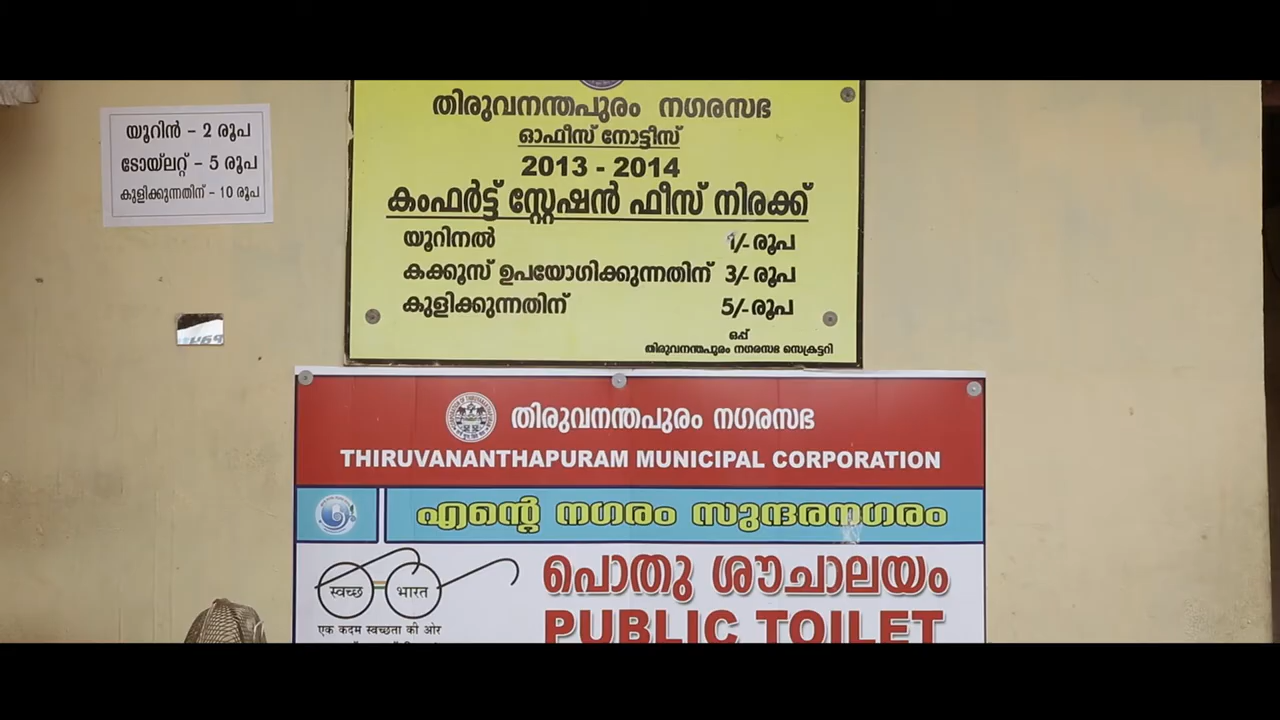 യൂറിൻ - 2 രൂപ
ടോയ്ലറ്റ് - 5 രൂപ
കുളിക്കുന്നതിന് - 10 രൂപ
തിരുവനന്തപുരം നഗരസഭ
ഓഫീസ് നോട്ടീസ്
2013 - 2014
കംഫർട്ട് സ്റ്റേഷൻ ഫീസ് നിരക്ക്
യൂറിനൽ 1/- രൂപ
കക്കൂസ് ഉപയോഗിക്കുന്നതിന് 3/- രൂപ
കുളിക്കുന്നതിന് 5/- രൂപ
ഒപ്പ്
തിരുവനന്തപുരം നഗരസഭ സെക്രട്ടറി
തിരുവനന്തപുരം നഗരസഭ
THIRUVANANTHAPURAM MUNICIPAL CORPORATION
എന്റെ നഗരം സുന്ദരനഗരം
स्वच्छ भारत
एक कदम स्वच्छता की ओर
പൊതു ശൗചാലയം
PUBLIC TOILET